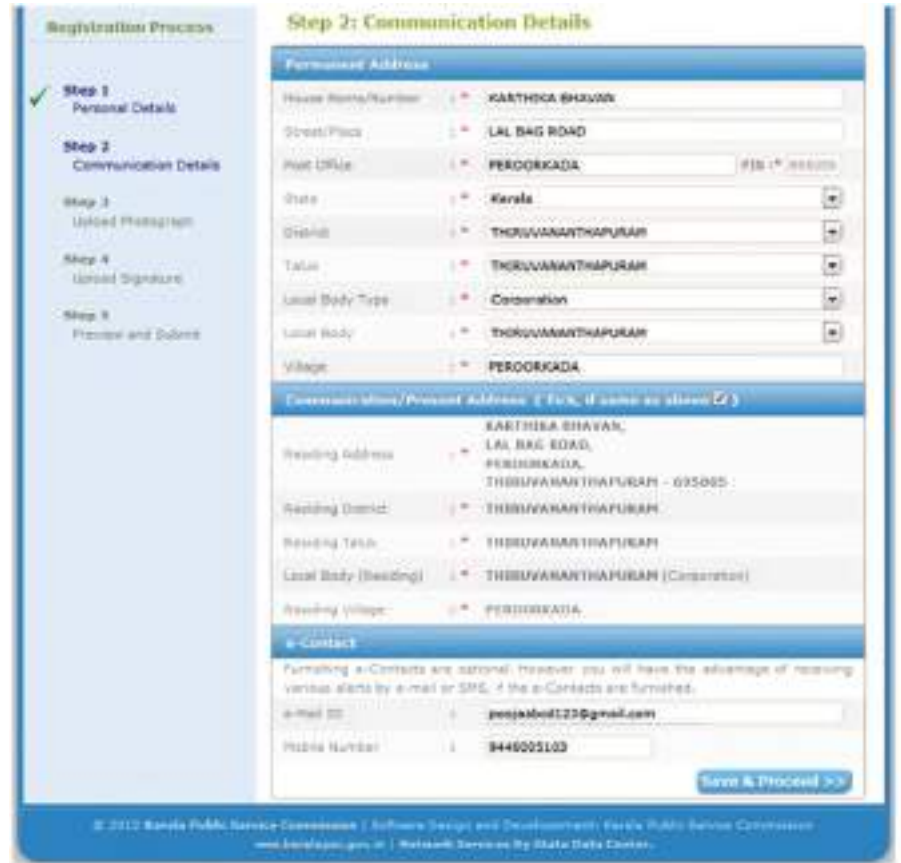 Registration Process
Step 1
Personal Details
Step 2
Communication Details
Step 3
Upload Photograph
Step 4
Upload Signature
Step 5
Preview and Submit
Step 2: Communication Details
Permanent Address
House Name/Number : * KARTHIKA BHAVAN
Street/Place : * LAL BAG ROAD
Post Office : * PEROORKADA PIN : *
State : * Kerala
District : * THIRUVANANTHAPURAM
Taluk : * THIRUVANANTHAPURAM
Local Body Type : * Corporation
Local Body : * THIRUVANANTHAPURAM
Village : * PEROORKADA
Communication/Present Address ( Tick, if same as above )
Residing Address : * KARTHIKA BHAVAN,
LAL BAG ROAD,
PEROORKADA,
THIRUVANANTHAPURAM - 695005
Residing District : * THIRUVANANTHAPURAM
Residing Taluk : * THIRUVANANTHAPURAM
Local Body (Residing) : * THIRUVANANTHAPURAM (Corporation)
Residing Village : * PEROORKADA
e-Contact
Furnishing e-Contacts are optional. However you will have the advantage of receiving
various alerts by e-mail or SMS, if the e-Contacts are furnished.
e-Mail ID : poojaabcd123@gmail.com
Mobile Number : 9446005103
Save & Proceed >>
© 2012 Kerala Public Service Commission | Software Design and Development: Kerala Public Service Commission
www.keralapsc.gov.in | Network Services By State Data Center.